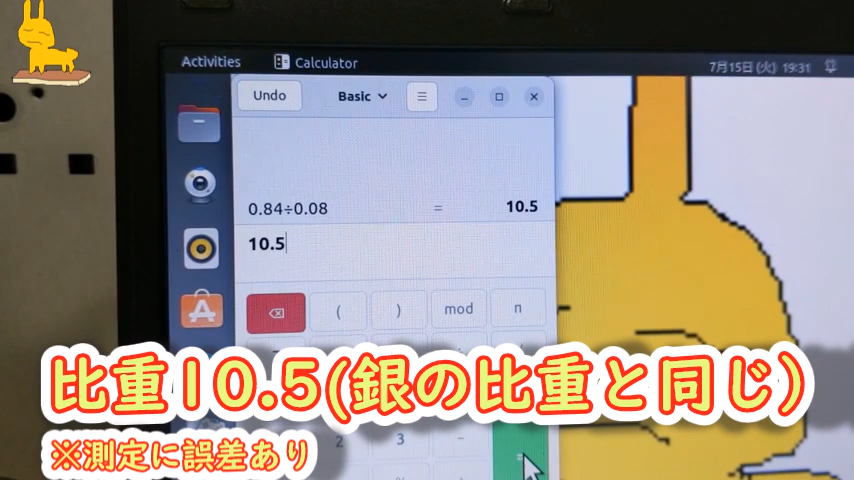 Activities
Calculator
7月15日 (火) 19:31
Undo
Basic
0.84÷0.08 = 10.5
10.5
( ) mod π
比重10.5(銀の比重と同じ)
※測定に誤差あり
2 3 −
%
=